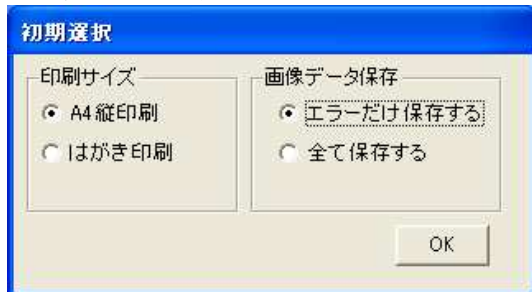 初期選択
印刷サイズ
A4縦印刷
はがき印刷
画像データ保存
エラーだけ保存する
全て保存する
OK